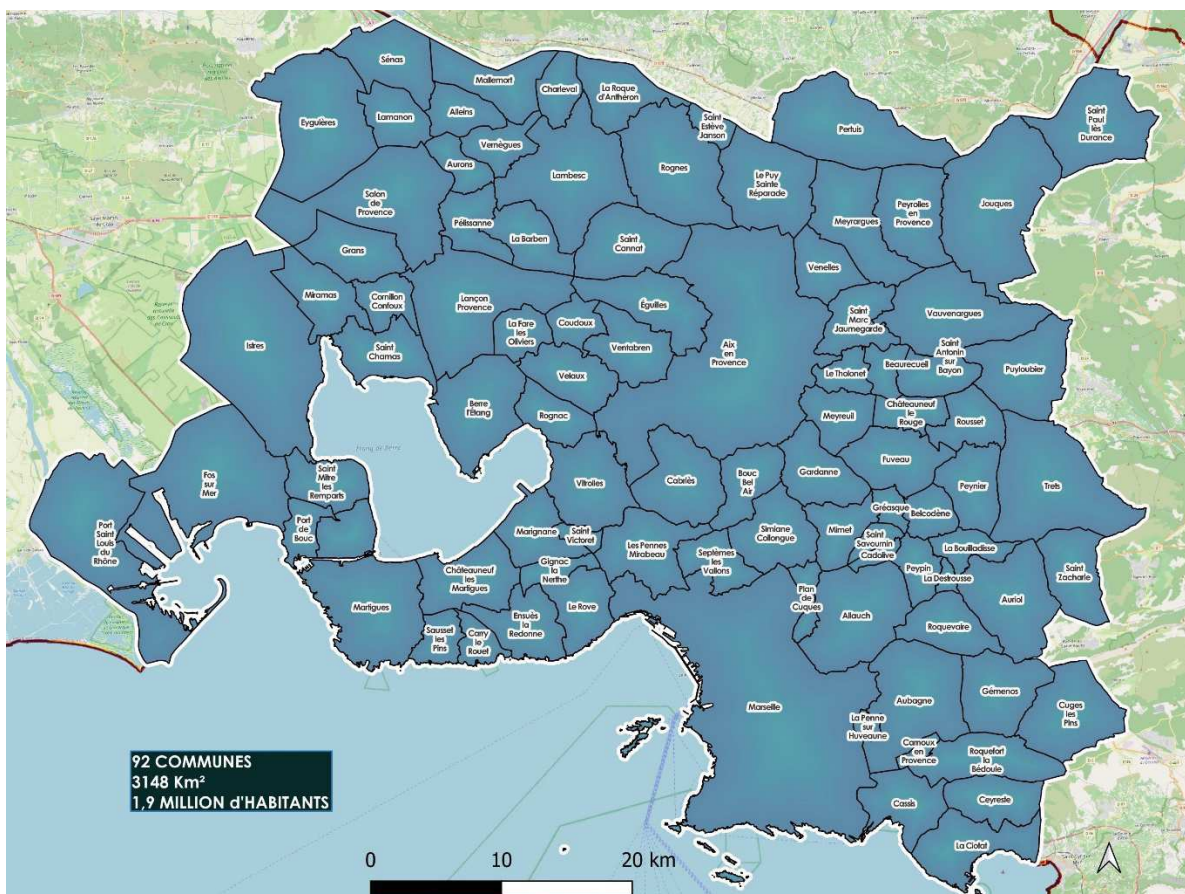 Sénas
Mallemort
Charleval
La Roque
d'Anthéron
Saint
Paul
lès
Durance
Eyguières
Lamanon
Alleins
Saint
Estève
Janson
Pertuis
Vernègues
Aurons
Lambesc
Rognes
Le Puy
Sainte
Réparade
Salon
de
Provence
Meyrargues
Peyrolles
en
Provence
Jouques
Pélissanne
La Barben
Saint
Cannat
Grans
Venelles
Miramas
Cornillon
Confoux
Lançon
Provence
Éguilles
Saint
Marc
Jaumegarde
Vauvenargues
La Fare
les
Oliviers
Coudoux
Ventabren
Istres
Saint
Chamas
Aix
en
Provence
Saint
Antonin
sur
Bayon
Velaux
Le Tholonet
Beaurecueil
Puyloubier
Berre
l'Étang
Rognac
Meyreuil
Châteauneuf
le
Rouge
Rousset
Étang de Berre
Fos
sur
Mer
Saint
Mitre
les
Remparts
Vitrolles
Cabriès
Bouc
Bel
Air
Gardanne
Fuveau
Peynier
Trets
Port
Saint
Louis
du
Rhône
Port
de
Bouc
Marignane
Saint
Victoret
Les Pennes
Mirabeau
Septèmes
les
Vallons
Simiane
Collongue
Mimet
Gréasque
Belcodène
Saint
Savournin
Cadolive
La Bouilladisse
Peypin
La Destrousse
Saint
Zacharie
Châteauneuf
les
Martigues
Gignac
la
Nerthe
Martigues
Sausset
les
Pins
Carry
le
Rouet
Ensuès
la
Redonne
Le Rove
Plan
de
Cuques
Allauch
Roquevaire
Auriol
Marseille
La Penne
sur
Huveaune
Aubagne
Gémenos
Cuges
les
Pins
Carnoux
en
Provence
Roquefort
la
Bédoule
Cassis
Ceyreste
La Ciotat
92 COMMUNES
3148 Km²
1,9 MILLION d'HABITANTS
0 10 20 km